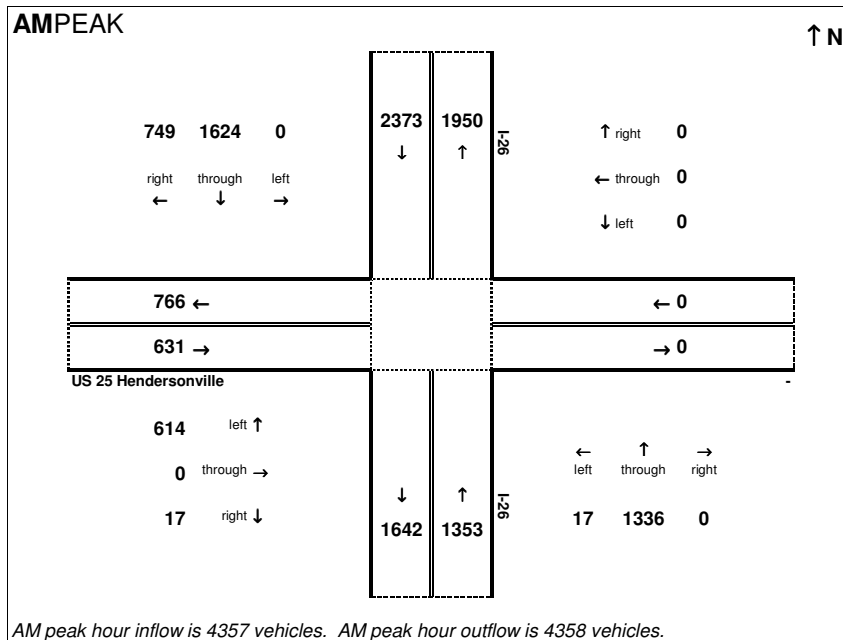 AMPEAK
↑ N
749 1624 0
right through left
← ↓ →
2373 1950
↓ ↑
I-26
↑ right 0
← through 0
↓ left 0
766 ←
631 →
← 0
→ 0
US 25 Hendersonville
-
614 left ↑
0 through →
17 right ↓
↓ ↑
1642 1353
I-26
← ↑ →
left through right
17 1336 0
AM peak hour inflow is 4357 vehicles. AM peak hour outflow is 4358 vehicles.